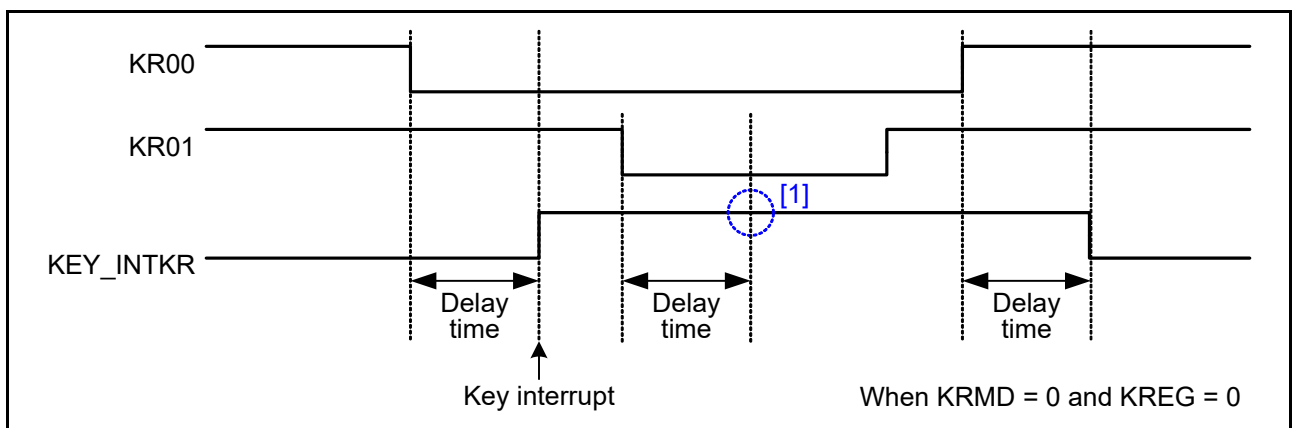 KR00
KR01
[1]
KEY_INTKR
Delay
time
Delay
time
Delay
time
Key interrupt
When KRMD = 0 and KREG = 0